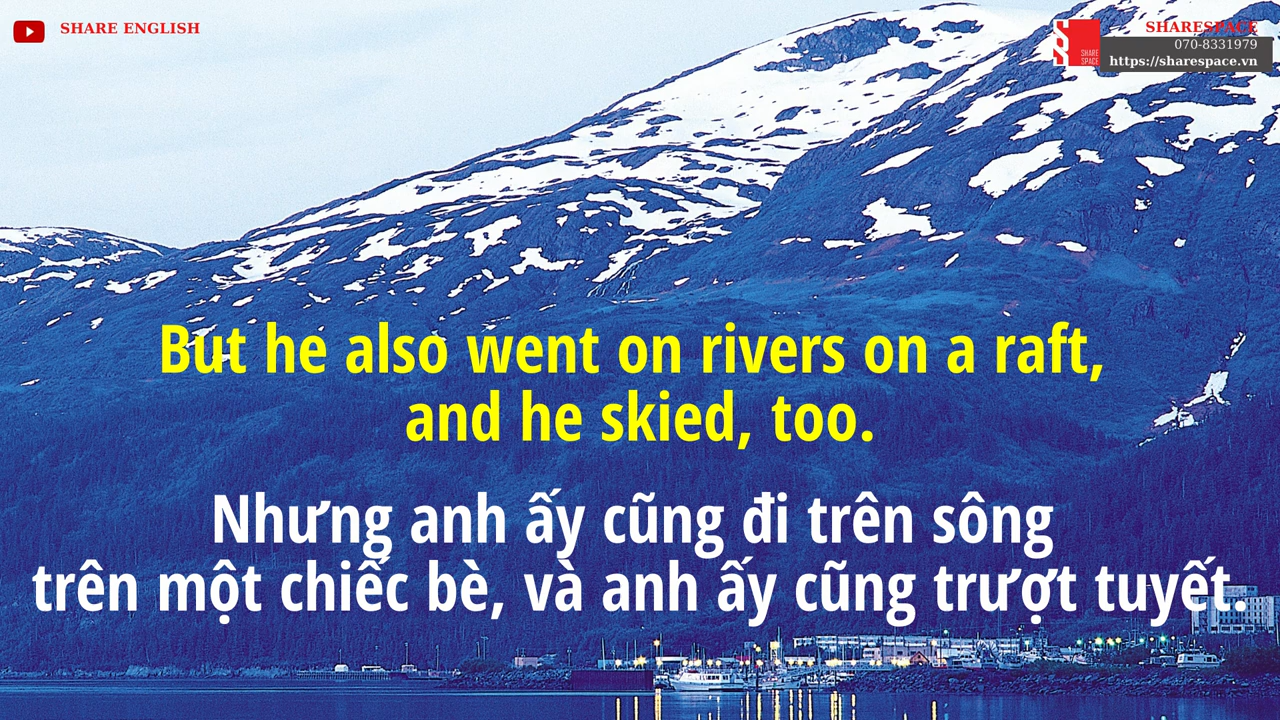 SHARE ENGLISH
SHARE
SPACE
SHARESPACE
070-8331979
https://sharespace.vn
But he also went on rivers on a raft,
and he skied, too.
Nhưng anh ấy cũng đi trên sông
trên một chiếc bè, và anh ấy cũng trượt tuyết.